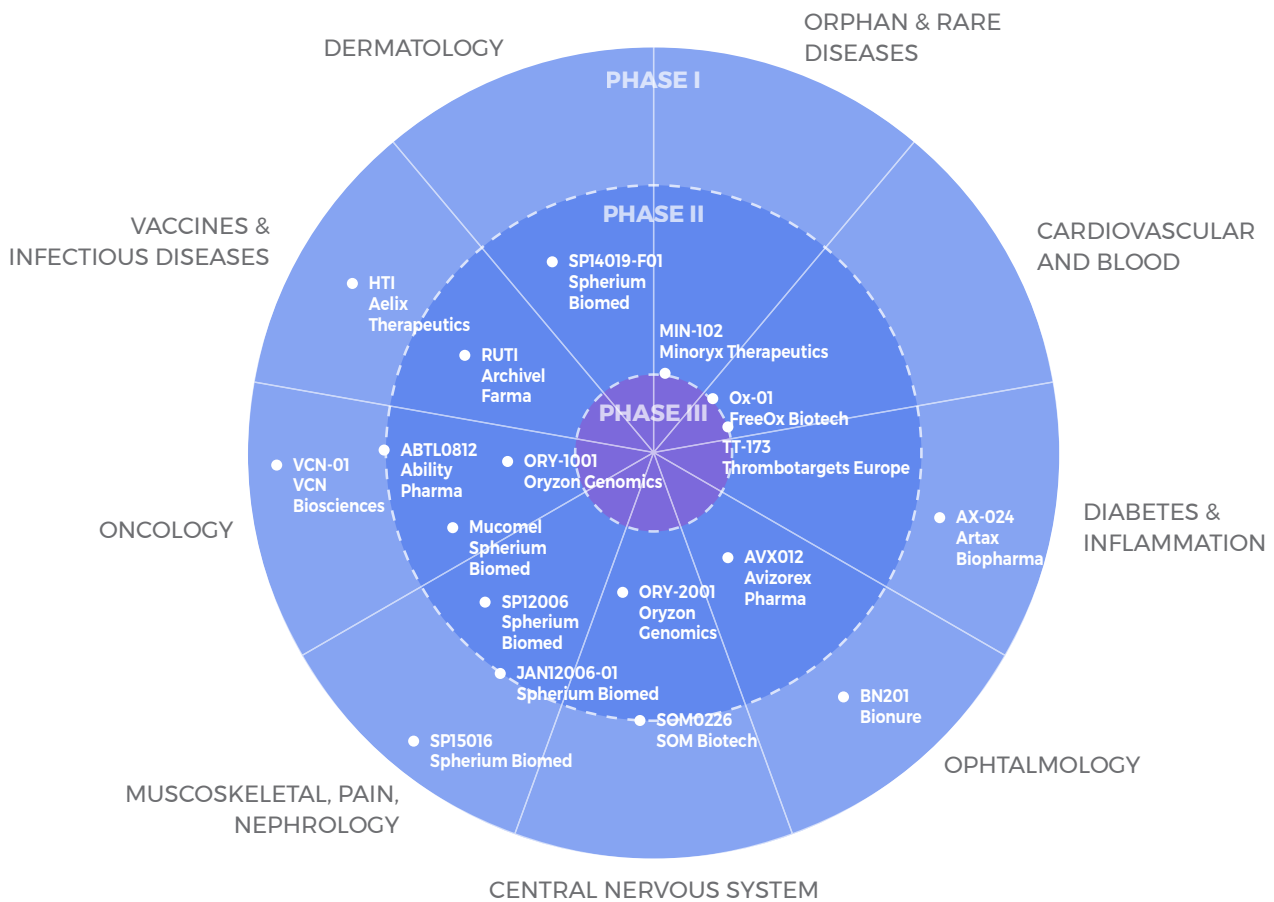 ORPHAN & RARE
DISEASES
DERMATOLOGY
PHASE I
VACCINES &
INFECTIOUS DISEASES
PHASE II
CARDIOVASCULAR
AND BLOOD
SP14019-F01
Spherium
Biomed
HTI
Aelix
Therapeutics
MIN-102
Minoryx Therapeutics
RUTI
Archivel
Farma
Ox-01
FreeOx Biotech
PHASE III
TT-173
Thrombotargets Europe
ABTL0812
Ability
Pharma
ORY-1001
Oryzon Genomics
VCN-01
VCN
Biosciences
ONCOLOGY
Mucomel
Spherium
Biomed
AX-024
Artax
Biopharma
DIABETES &
INFLAMMATION
AVX012
Avizorex
Pharma
ORY-2001
Oryzon
Genomics
SP12006
Spherium
Biomed
JAN12006-01
Spherium Biomed
BN201
Bionure
SOM0226
SOM Biotech
SP15016
Spherium Biomed
OPHTALMOLOGY
MUSCOSKELETAL, PAIN,
NEPHROLOGY
CENTRAL NERVOUS SYSTEM